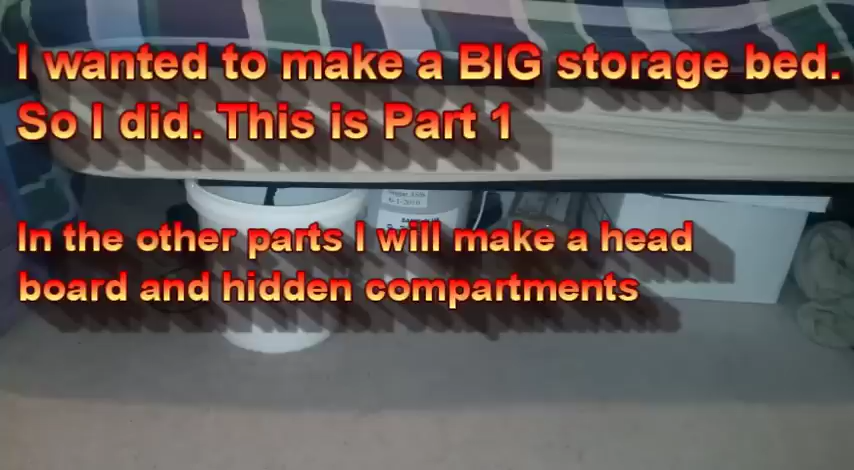 I wanted to make a BIG storage bed.
So I did. This is Part 1
In the other parts I will make a head
board and hidden compartments